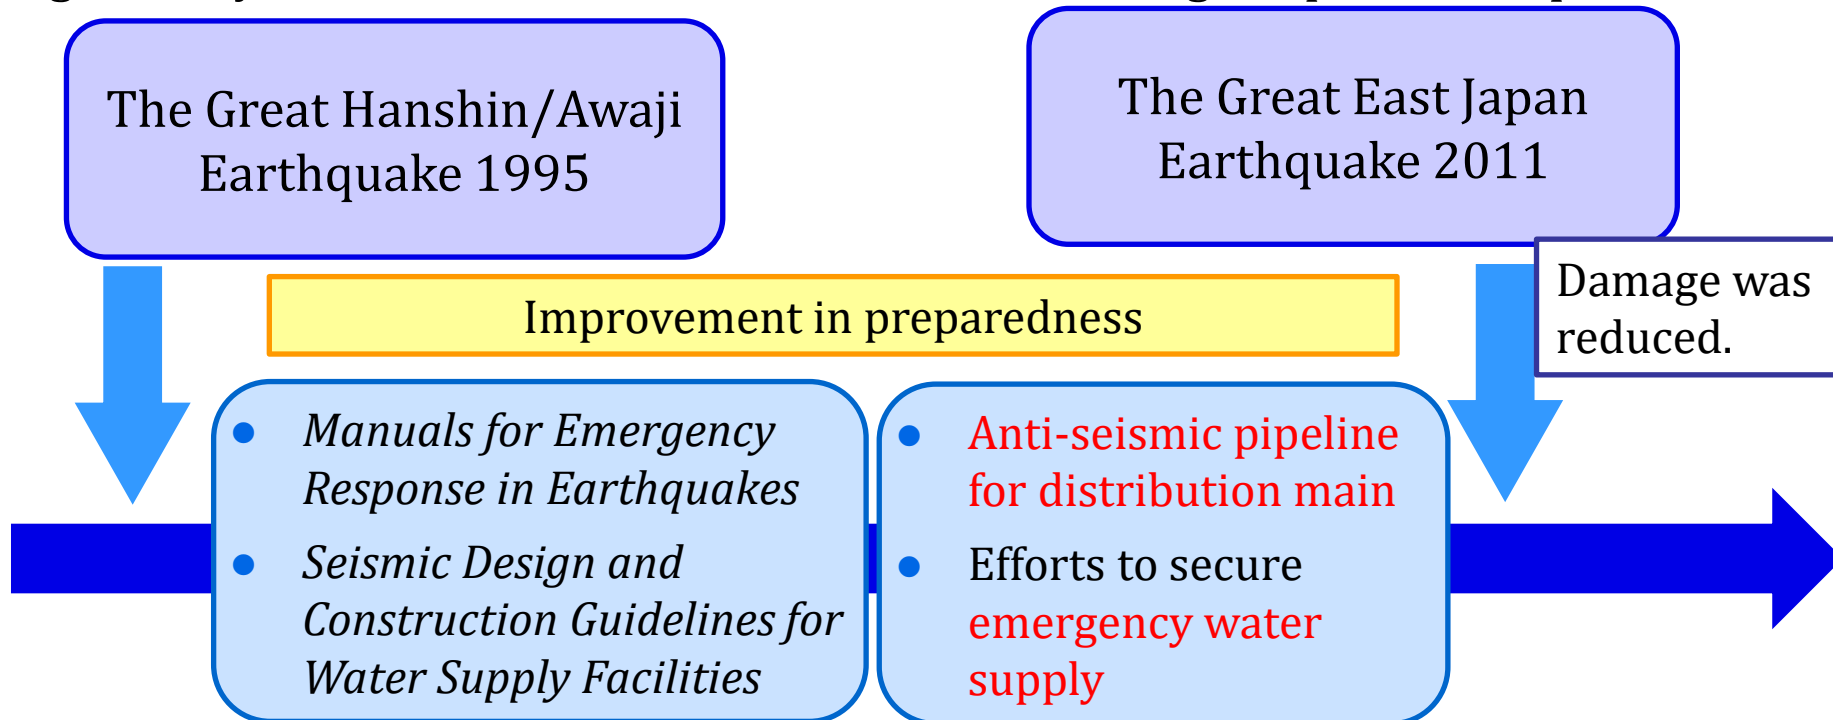 The Great Hanshin/Awaji
Earthquake 1995
The Great East Japan
Earthquake 2011
Damage was
reduced.
Improvement in preparedness
• Manuals for Emergency
Response in Earthquakes
• Seismic Design and
Construction Guidelines for
Water Supply Facilities
• Anti-seismic pipeline
for distribution main
• Efforts to secure
emergency water
supply